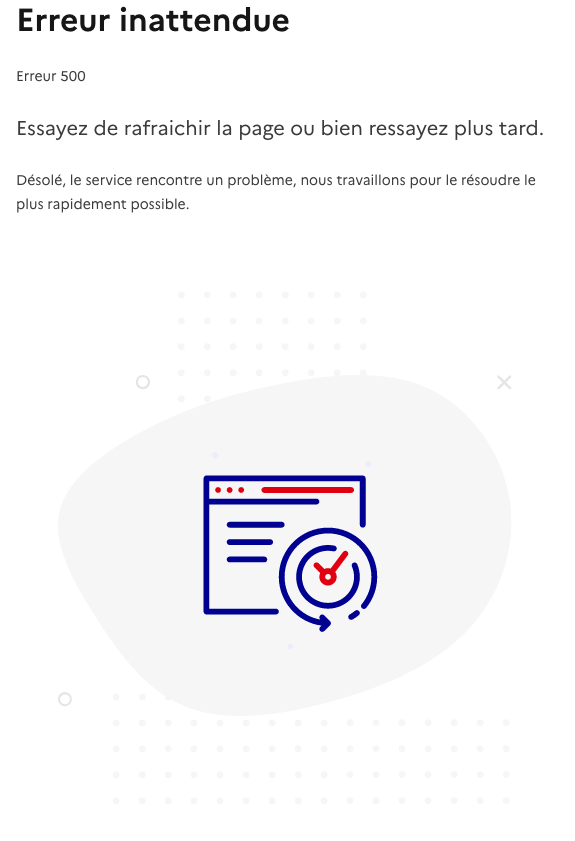 Erreur inattendue
Erreur 500
Essayez de rafraichir la page ou bien ressayez plus tard.
Désolé, le service rencontre un problème, nous travaillons pour le résoudre le
plus rapidement possible.